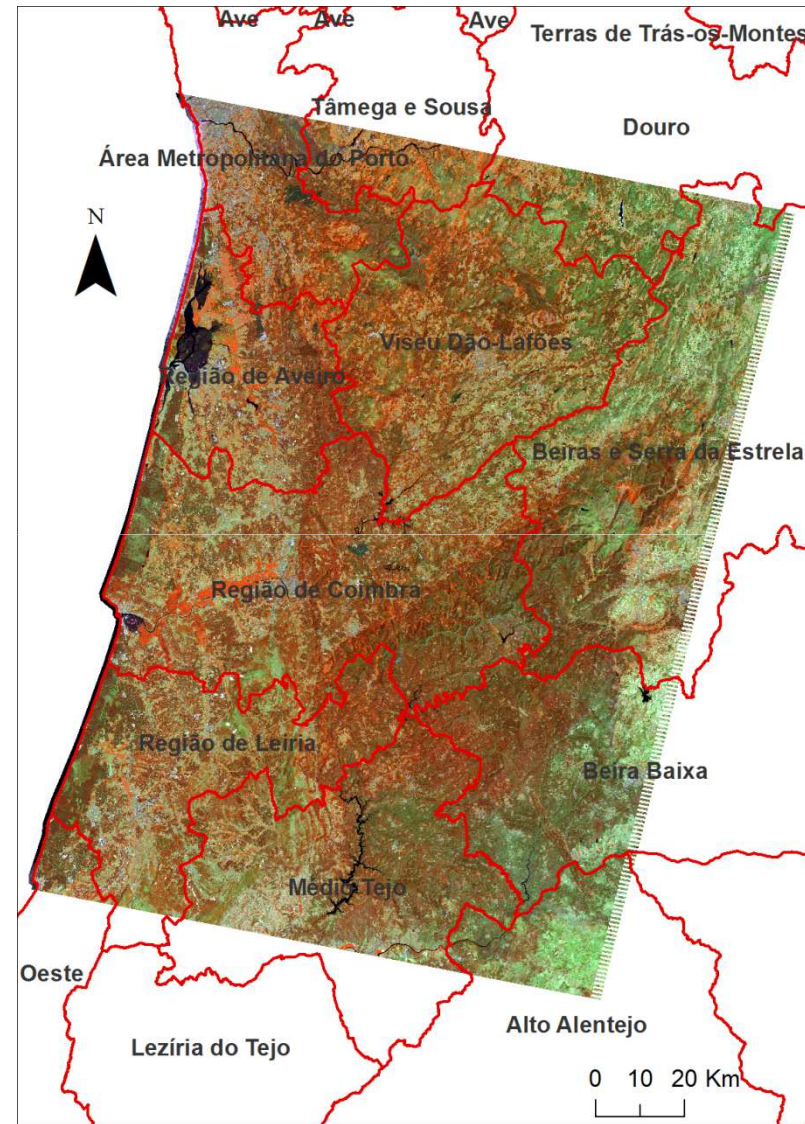 Ave
Ave
Ave
Terras de Trás-os-Montes
Tâmega e Sousa
Douro
Área Metropolitana do Porto
N
Viseu Dão-Lafões
Região de Aveiro
Beiras e Serra da Estrela
Região de Coimbra
Região de Leiria
Beira Baixa
Médio Tejo
Oeste
Alto Alentejo
Lezíria do Tejo
0 10 20 Km